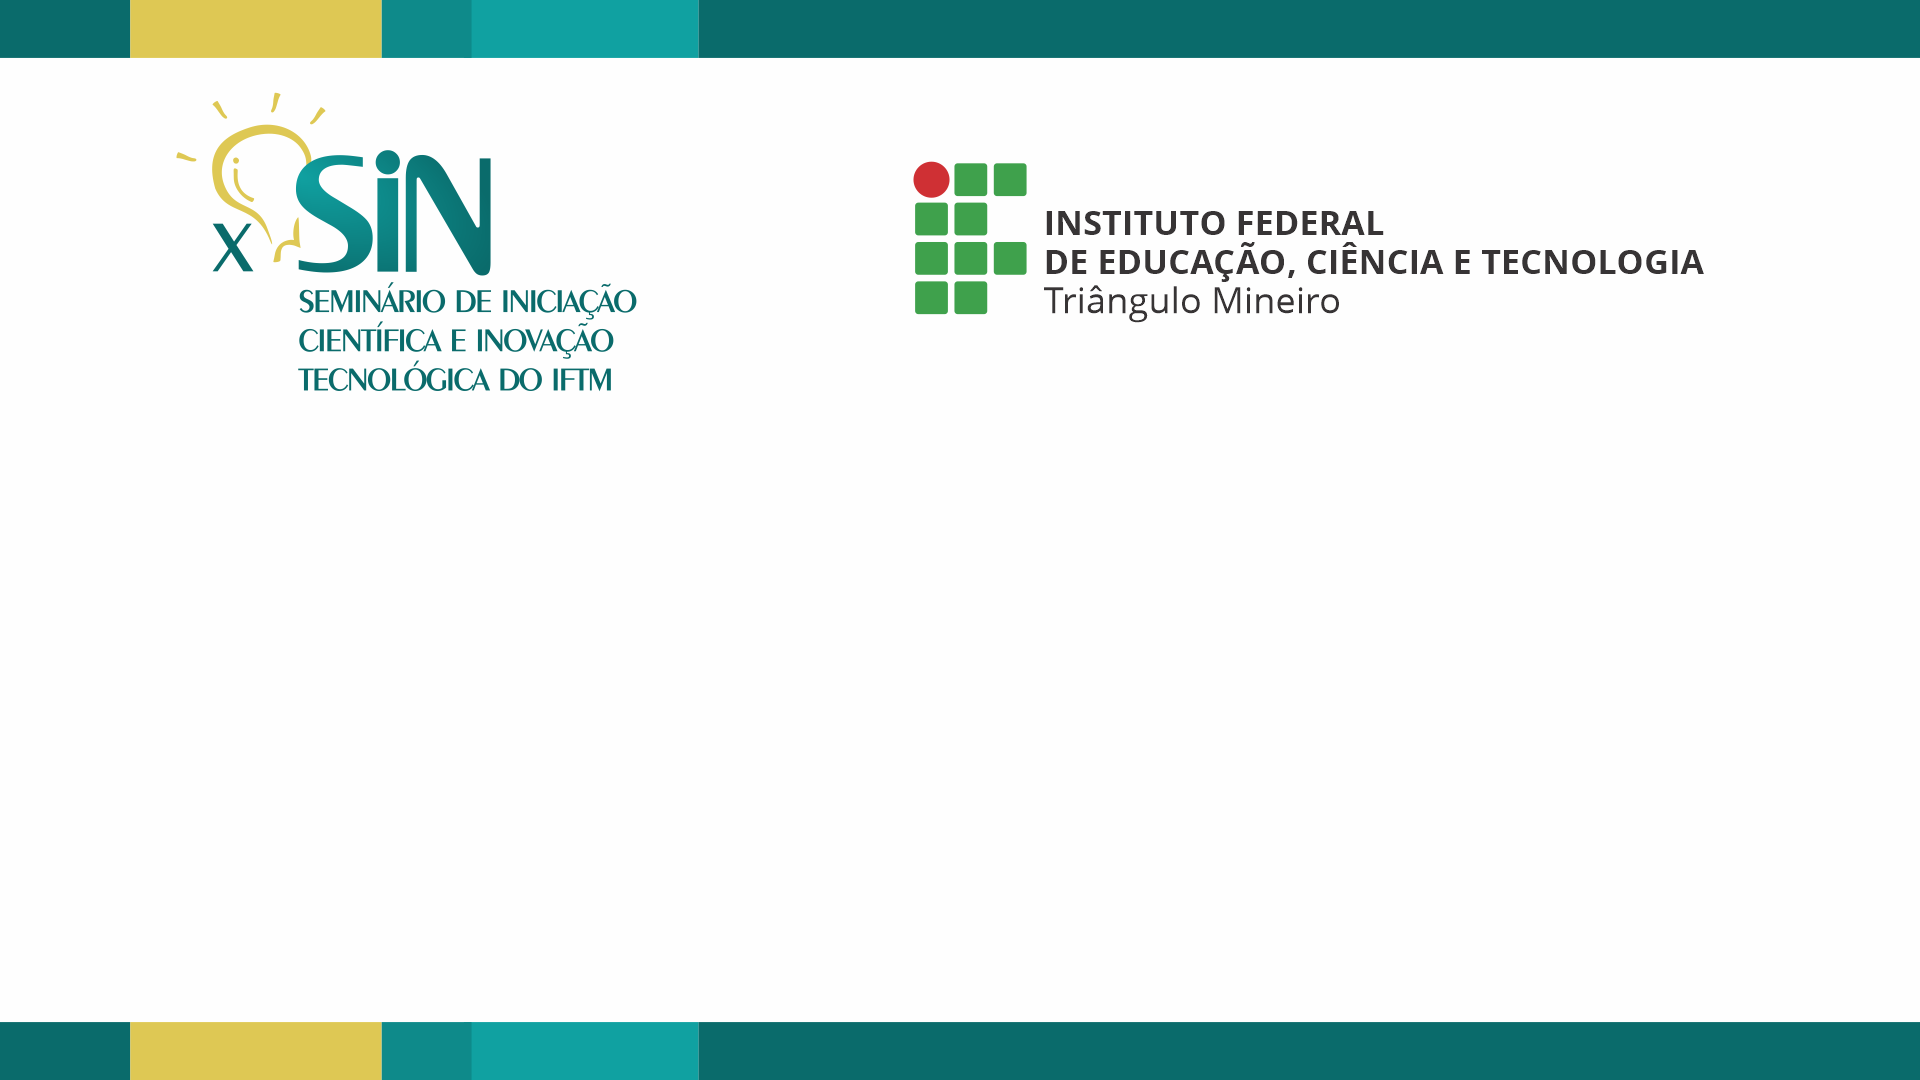 X SiN
SEMINÁRIO DE INICIAÇÃO
CIENTÍFICA E INOVAÇÃO
TECNOLÓGICA DO IFTM
INSTITUTO FEDERAL
DE EDUCAÇÃO, CIÊNCIA E TECNOLOGIA
Triângulo Mineiro